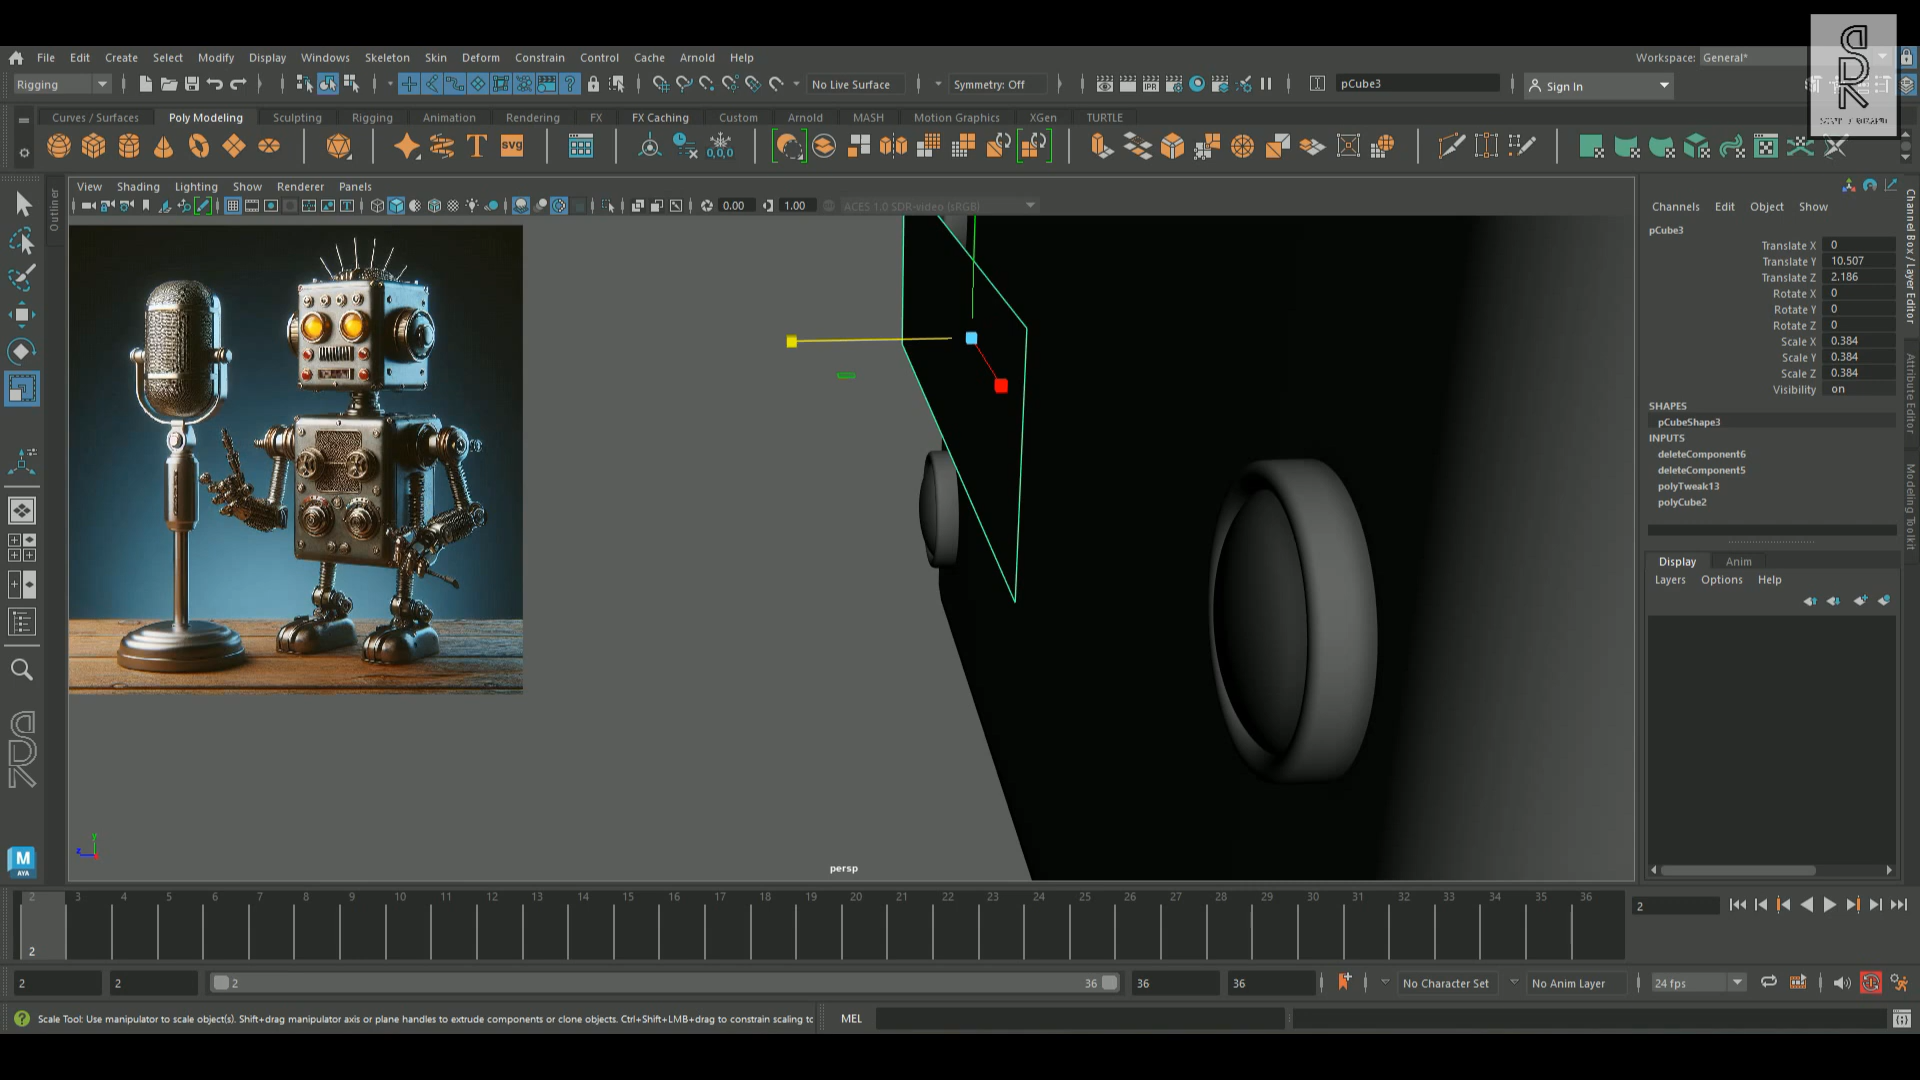 File Edit Create Select Modify Display Windows Skeleton Skin Deform Constrain Control Cache Arnold Help
Workspace: General*
Rigging
No Live Surface
Symmetry: Off
pCube3
Sign In
Curves / Surfaces Poly Modeling Sculpting Rigging Animation Rendering FX FX Caching Custom Arnold MASH Motion Graphics XGen TURTLE
View Shading Lighting Show Renderer Panels
0.00 1.00 ACES 1.0 SDR-video (sRGB)
Outliner
Channels Edit Object Show
pCube3
Translate X 0
Translate Y 10.507
Translate Z 2.186
Rotate X 0
Rotate Y 0
Rotate Z 0
Scale X 0.384
Scale Y 0.384
Scale Z 0.384
Visibility on
SHAPES
pCubeShape3
INPUTS
deleteComponent6
deleteComponent5
polyTweak13
polyCube2
Display Anim
Layers Options Help
Channel Box / Layer Editor
Attribute Editor
Modeling Toolkit
persp
2 3 4 5 6 7 8 9 10 11 12 13 14 15 16 17 18 19 20 21 22 23 24 25 26 27 28 29 30 31 32 33 34 35 36
2
2
2 2 2 36 36 36
No Character Set
No Anim Layer
24 fps
Scale Tool: Use manipulator to scale object(s). Shift+drag manipulator axis or plane handles to extrude components or clone objects. Ctrl+Shift+LMB+drag to constrain scaling to
MEL